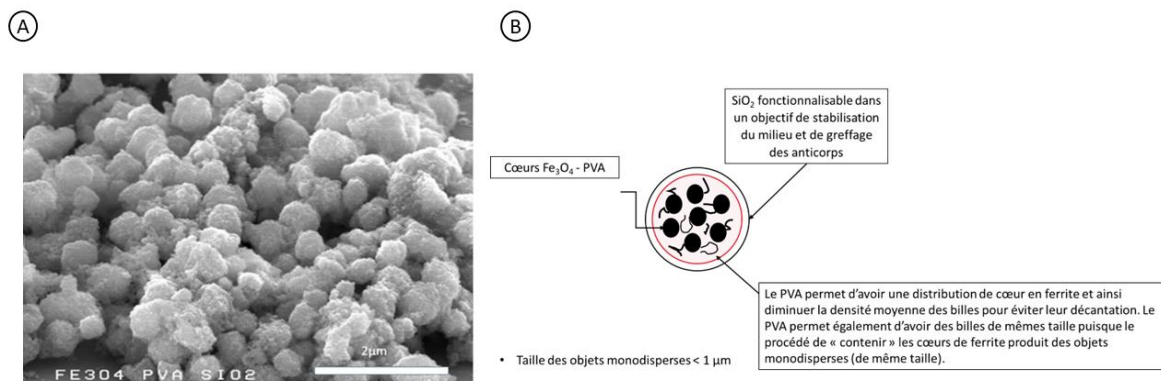 A
B
2μm
FE3O4 PVA SIO2
Cœurs Fe₃O₄ - PVA
SiO₂ fonctionnalisable dans
un objectif de stabilisation
du milieu et de greffage
des anticorps
Le PVA permet d’avoir une distribution de cœur en ferrite et ainsi
diminuer la densité moyenne des billes pour éviter leur décantation. Le
PVA permet également d’avoir des billes de mêmes taille puisque le
procédé de « contenir » les cœurs de ferrite produit des objets
monodisperses (de même taille).
• Taille des objets monodisperses < 1 μm